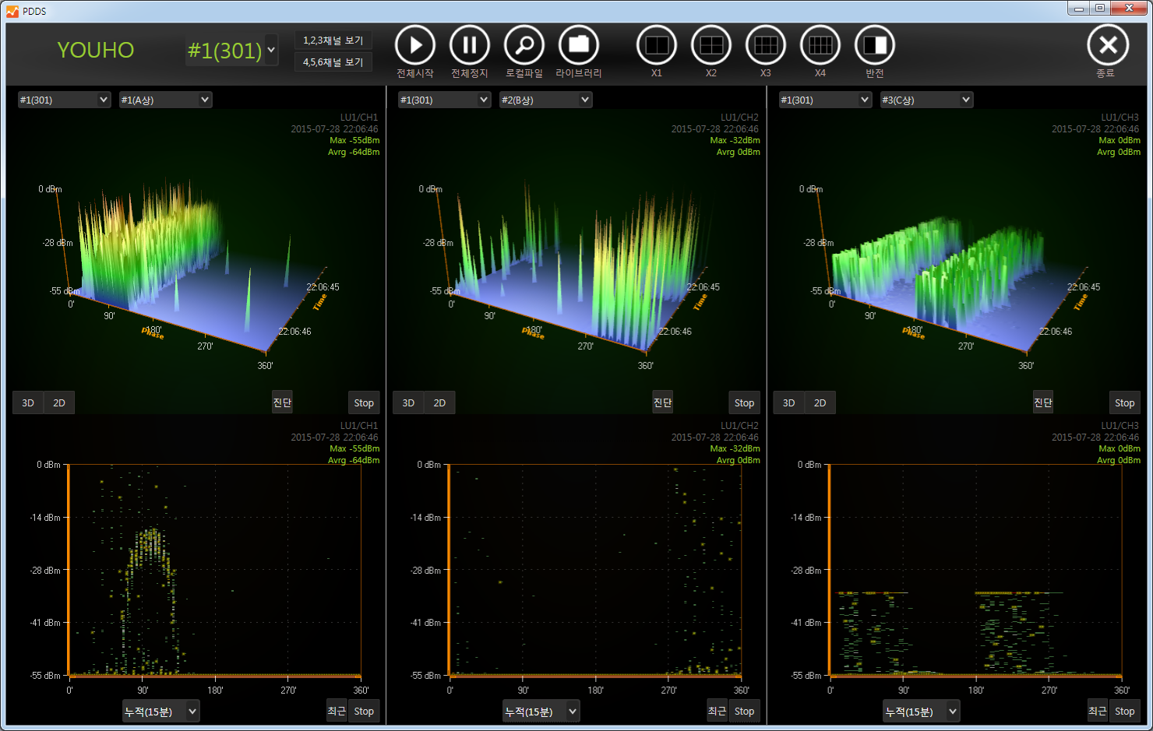 PDDS
YOUHO
#1(301)
1,2,3채널 보기
4,5,6채널 보기
전체시작
전체정지
로컬파일
라이브러리
X1
X2
X3
X4
반전
종료
#1(301) #1(A상)
LU1/CH1
2015-07-28 22:06:46
Max -55dBm
Avrg -64dBm
0 dBm
-28 dBm
-55 dBm
0'
90'
180'
270'
360'
Phase
22:06:45
22:06:46
Time
3D 2D 진단 Stop
#1(301) #2(B상)
LU1/CH2
2015-07-28 22:06:46
Max -32dBm
Avrg 0dBm
0 dBm
-28 dBm
-55 dBm
0'
90'
180'
270'
360'
Phase
22:06:45
22:06:46
Time
3D 2D 진단 Stop
#1(301) #3(C상)
LU1/CH3
2015-07-28 22:06:46
Max 0dBm
Avrg 0dBm
0 dBm
-28 dBm
-55 dBm
0'
90'
180'
270'
360'
Phase
22:06:45
22:06:46
Time
3D 2D 진단 Stop
LU1/CH1
2015-07-28 22:06:46
Max -55dBm
Avrg -64dBm
0 dBm
-14 dBm
-28 dBm
-41 dBm
-55 dBm
0' 90' 180' 270' 360'
누적(15분) 최근 Stop
LU1/CH2
2015-07-28 22:06:46
Max -32dBm
Avrg 0dBm
0 dBm
-14 dBm
-28 dBm
-41 dBm
-55 dBm
0' 90' 180' 270' 360'
누적(15분) 최근 Stop
LU1/CH3
2015-07-28 22:06:46
Max 0dBm
Avrg 0dBm
0 dBm
-14 dBm
-28 dBm
-41 dBm
-55 dBm
0' 90' 180' 270' 360'
누적(15분) 최근 Stop